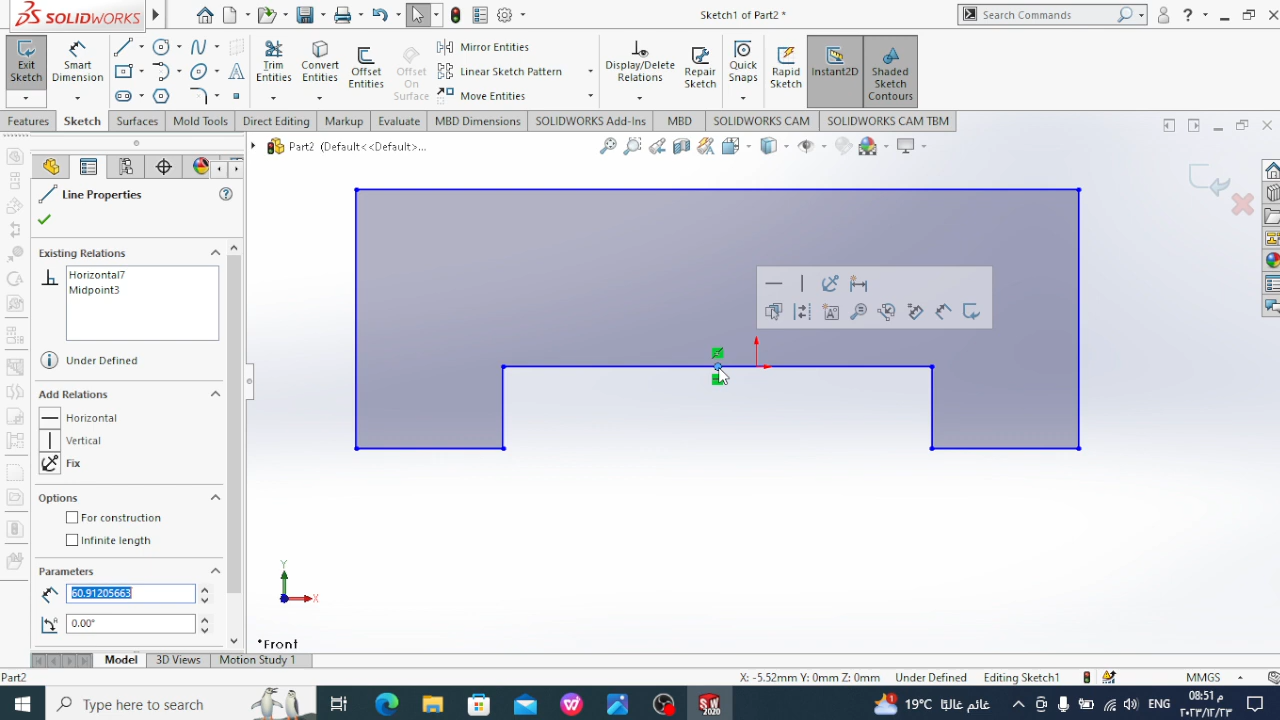 SOLIDWORKS
Sketch1 of Part2 *
Search Commands
Exit Sketch
Smart Dimension
Trim Entities
Convert Entities
Offset Entities
Offset On Surface
Mirror Entities
Linear Sketch Pattern
Move Entities
Display/Delete Relations
Repair Sketch
Quick Snaps
Rapid Sketch
Instant2D
Shaded Sketch Contours
Features
Sketch
Surfaces
Mold Tools
Direct Editing
Markup
Evaluate
MBD Dimensions
SOLIDWORKS Add-Ins
MBD
SOLIDWORKS CAM
SOLIDWORKS CAM TBM
Part2 (Default<<Default>...
Line Properties
Existing Relations
Horizontal7
Midpoint3
Under Defined
Add Relations
Horizontal
Vertical
Fix
Options
For construction
Infinite length
Parameters
60.91205663
0.00°
Y
X
*Front
Model
3D Views
Motion Study 1
Part2
X: -5.52mm Y: 0mm Z: 0mm
Under Defined
Editing Sketch1
MMGS
Type here to search
SW
2020
19°C غائم غالبًا
ENG
08:51 م
٢٠٢٣/١٢/٢٣